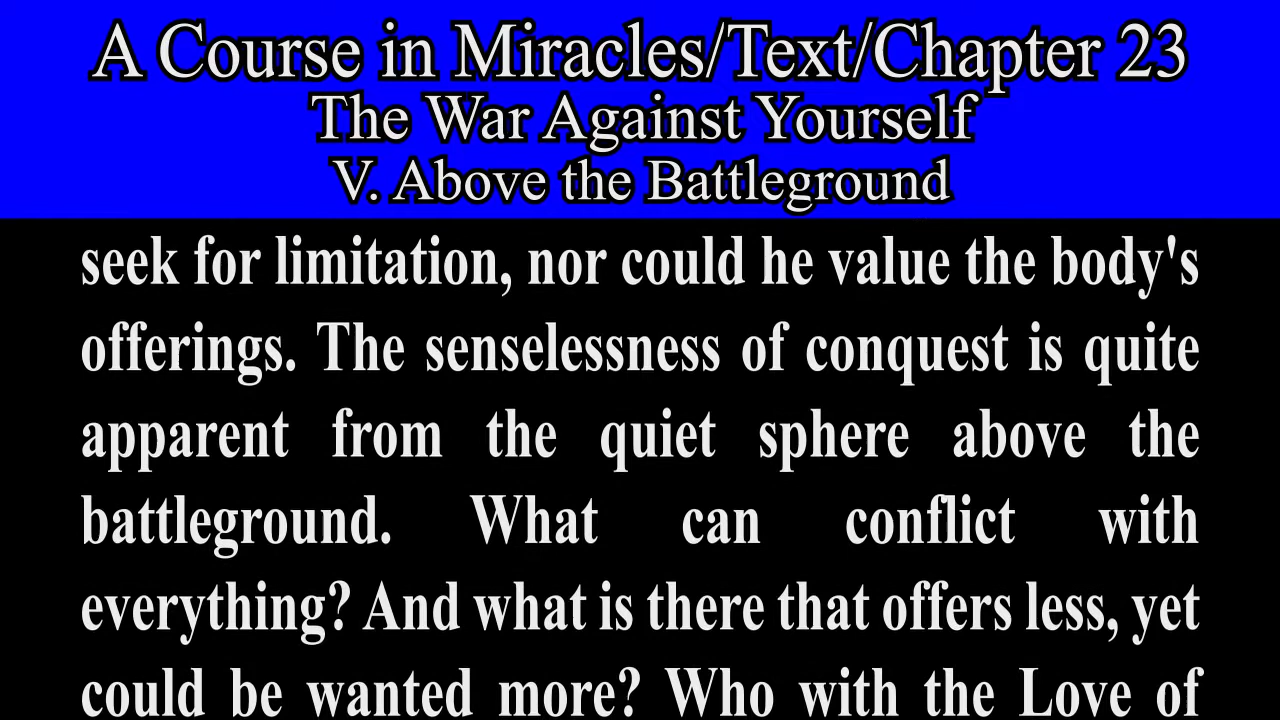 A Course in Miracles/Text/Chapter 23
The War Against Yourself
V. Above the Battleground
seek for limitation, nor could he value the body's
offerings. The senselessness of conquest is quite
apparent from the quiet sphere above the
battleground. What can conflict with
everything? And what is there that offers less, yet
could be wanted more? Who with the Love of